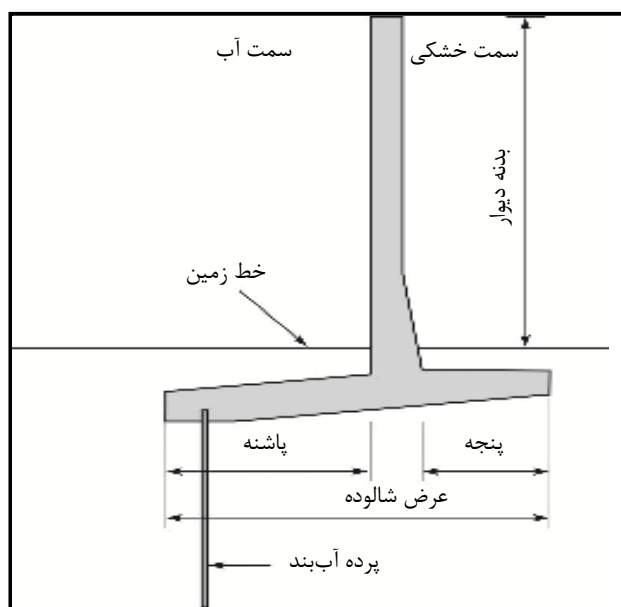 سمت خشکی
سمت آب
بدنه دیوار
خط زمین
پنجه
پاشنه
عرض شالوده
پرده آب‌بند